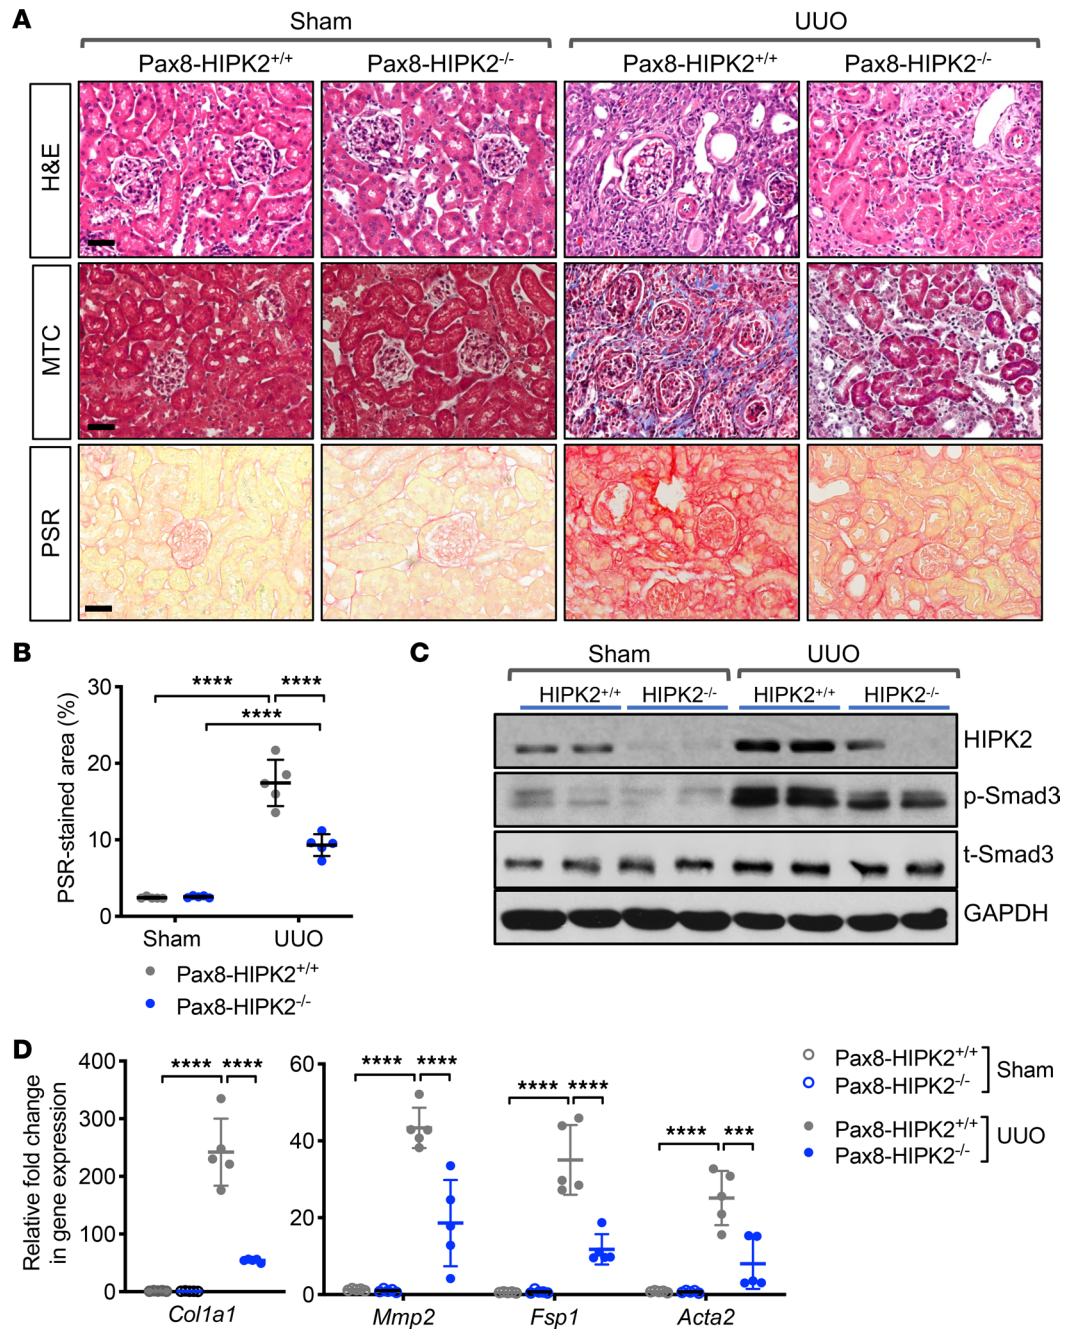 A
Sham UUO
Pax8-HIPK2+/+ Pax8-HIPK2-/- Pax8-HIPK2+/+ Pax8-HIPK2-/-
H&E
MTC
PSR
B
PSR-stained area (%)
30
20
10
0
**** ****
****
Sham UUO
Pax8-HIPK2+/+
Pax8-HIPK2-/-
C
Sham UUO
HIPK2+/+ HIPK2-/- HIPK2+/+ HIPK2-/-
HIPK2
p-Smad3
t-Smad3
GAPDH
D
Relative fold change
in gene expression
400
300
200
100
0
**** ****
Col1a1
60
40
20
0
**** ****
**** ****
**** ***
Mmp2 Fsp1 Acta2
Pax8-HIPK2+/+
Pax8-HIPK2-/-
Sham
Pax8-HIPK2+/+
Pax8-HIPK2-/-
UUO